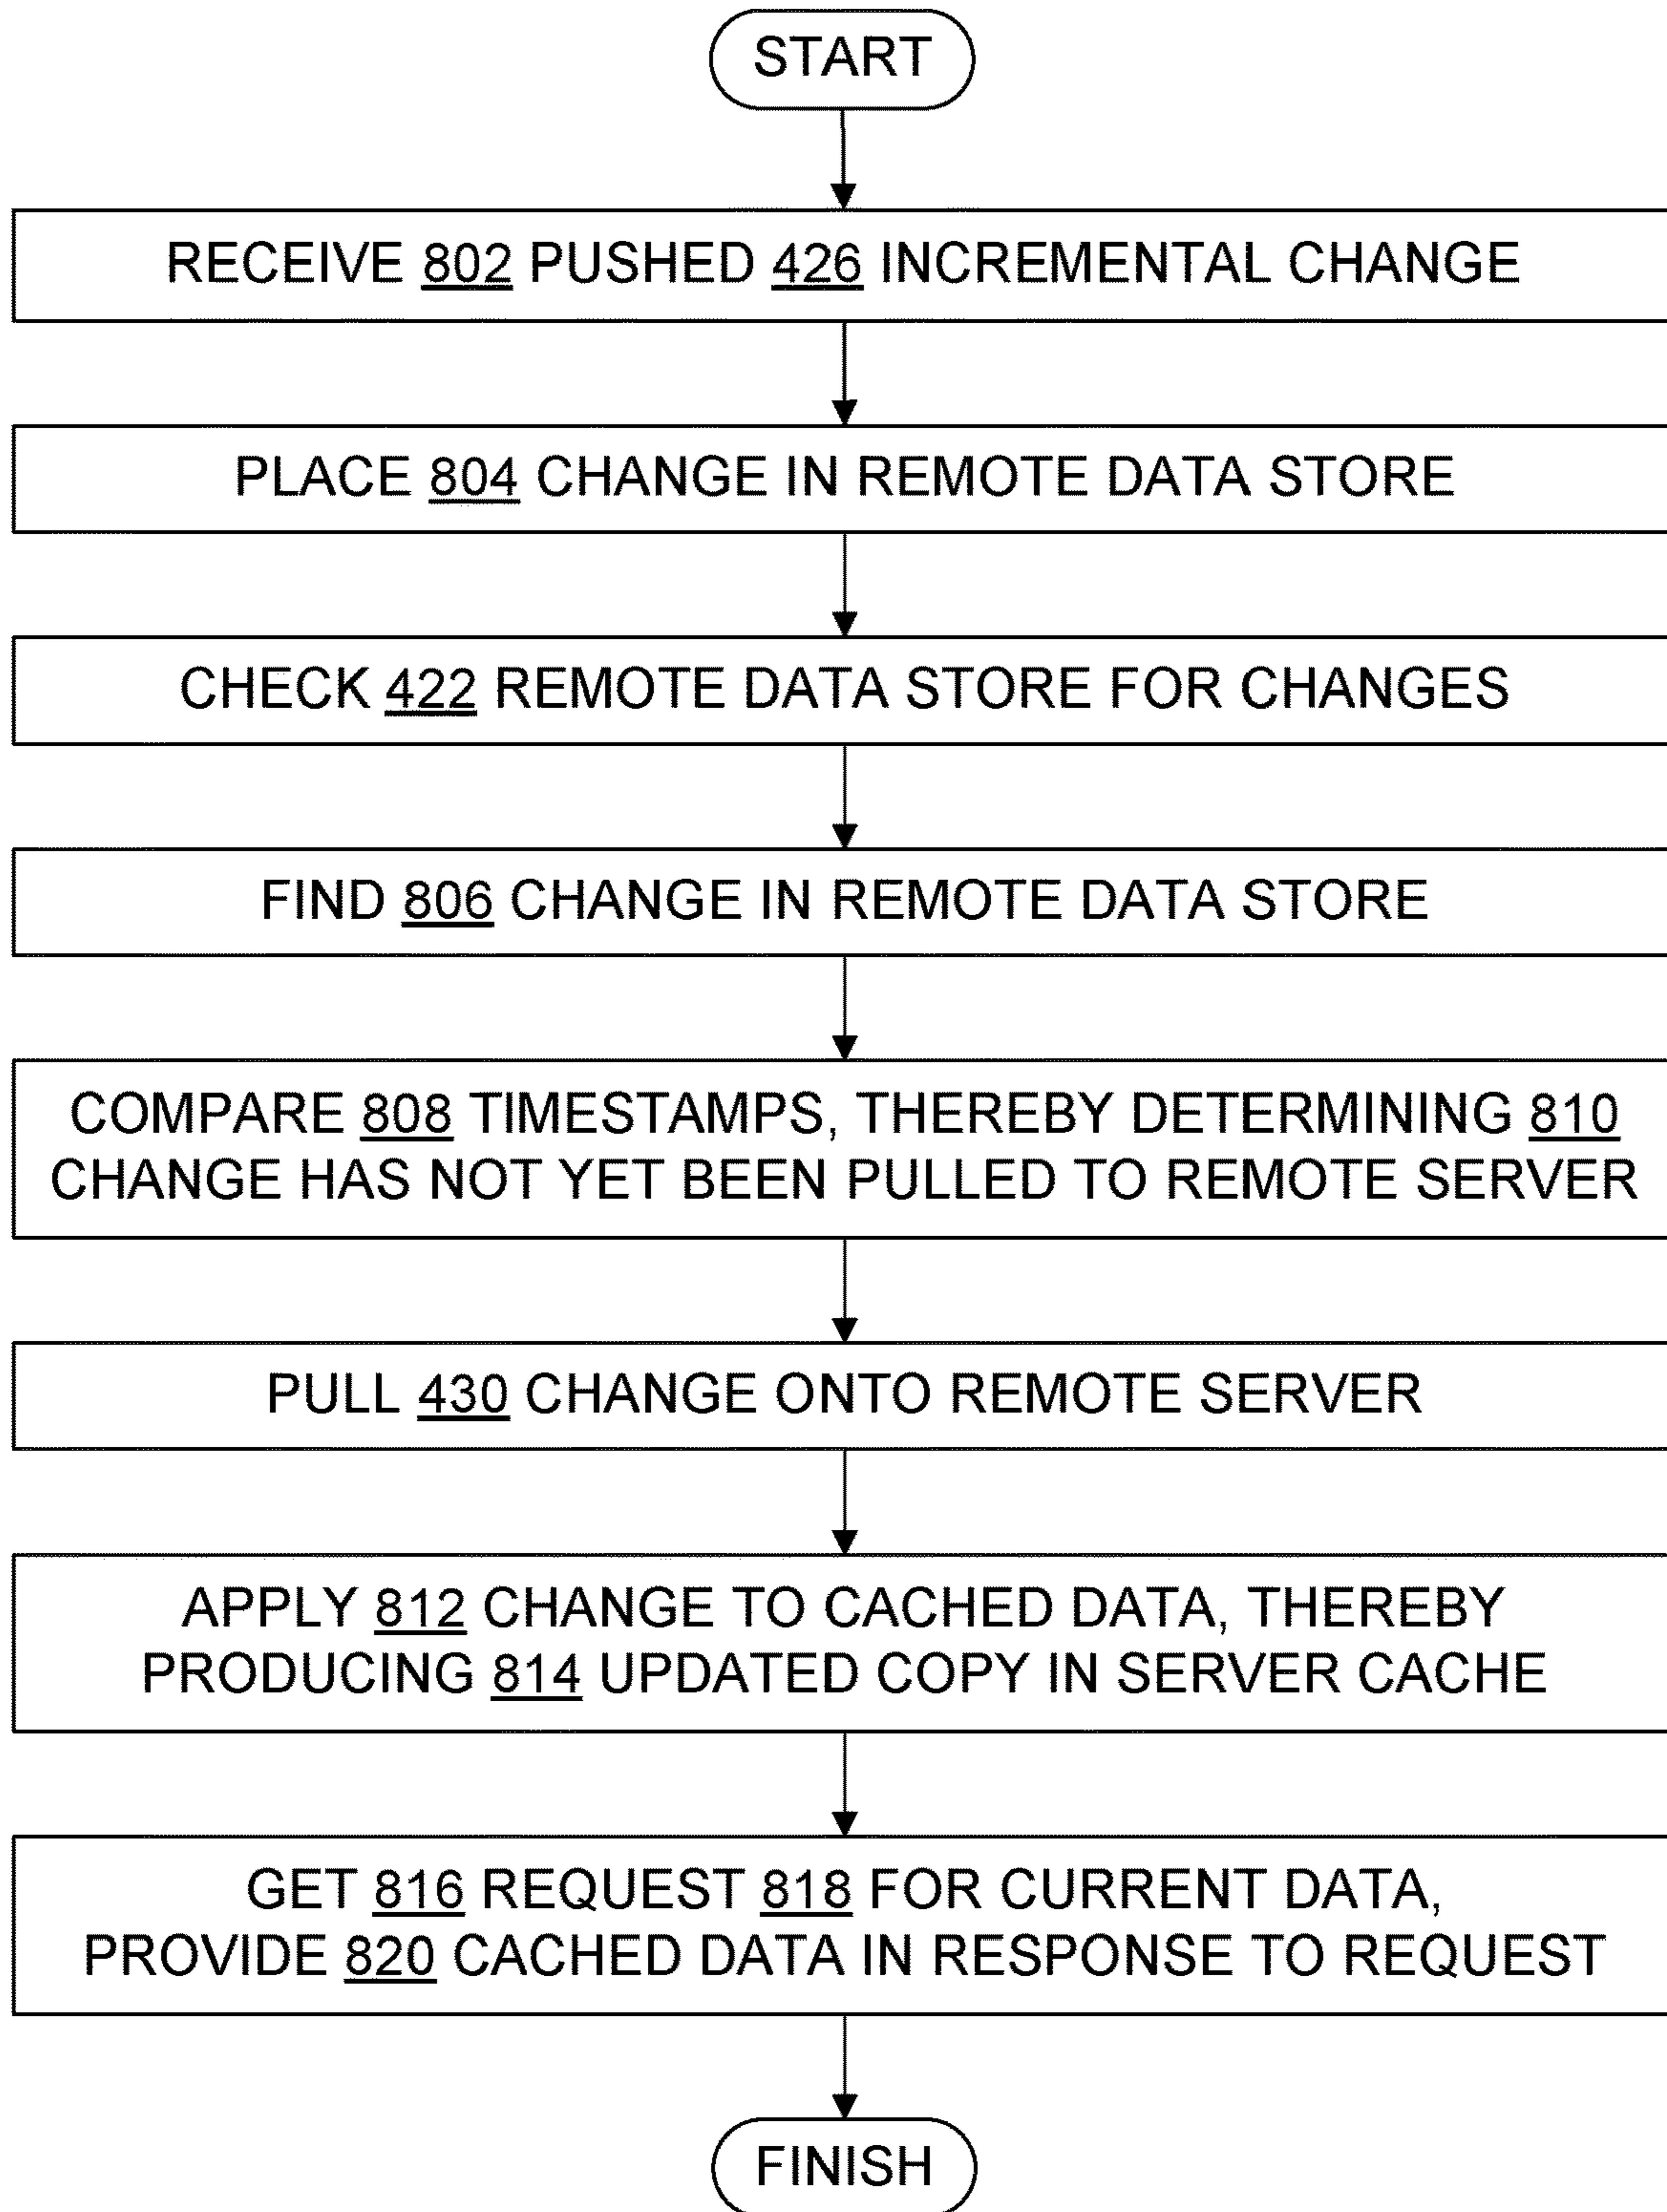 START
RECEIVE 802 PUSHED 426 INCREMENTAL CHANGE
PLACE 804 CHANGE IN REMOTE DATA STORE
CHECK 422 REMOTE DATA STORE FOR CHANGES
FIND 806 CHANGE IN REMOTE DATA STORE
COMPARE 808 TIMESTAMPS, THEREBY DETERMINING 810
CHANGE HAS NOT YET BEEN PULLED TO REMOTE SERVER
PULL 430 CHANGE ONTO REMOTE SERVER
APPLY 812 CHANGE TO CACHED DATA, THEREBY
PRODUCING 814 UPDATED COPY IN SERVER CACHE
GET 816 REQUEST 818 FOR CURRENT DATA,
PROVIDE 820 CACHED DATA IN RESPONSE TO REQUEST
FINISH